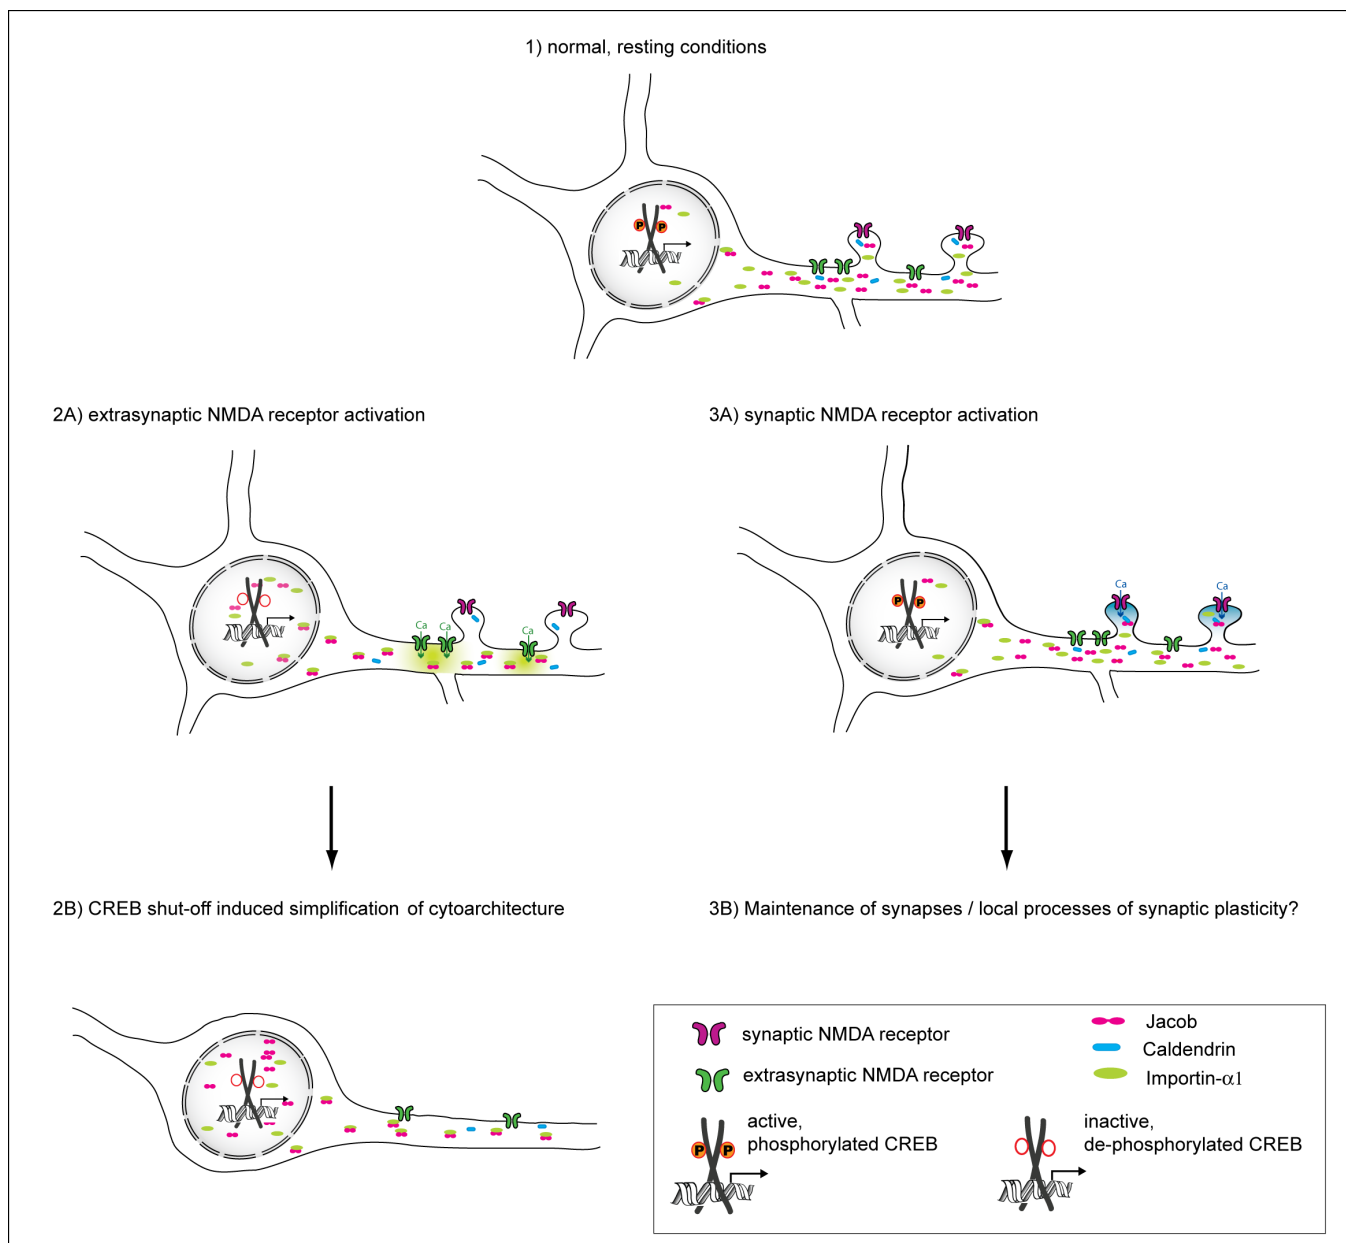 1) normal, resting conditions
P
P
2A) extrasynaptic NMDA receptor activation
3A) synaptic NMDA receptor activation
Ca
Ca
Ca
P
P
Ca
Ca
2B) CREB shut-off induced simplification of cytoarchitecture
3B) Maintenance of synapses / local processes of synaptic plasticity?
synaptic NMDA receptor
extrasynaptic NMDA receptor
Jacob
Caldendrin
Importin-α1
active,
phosphorylated CREB
P
P
inactive,
de-phosphorylated CREB